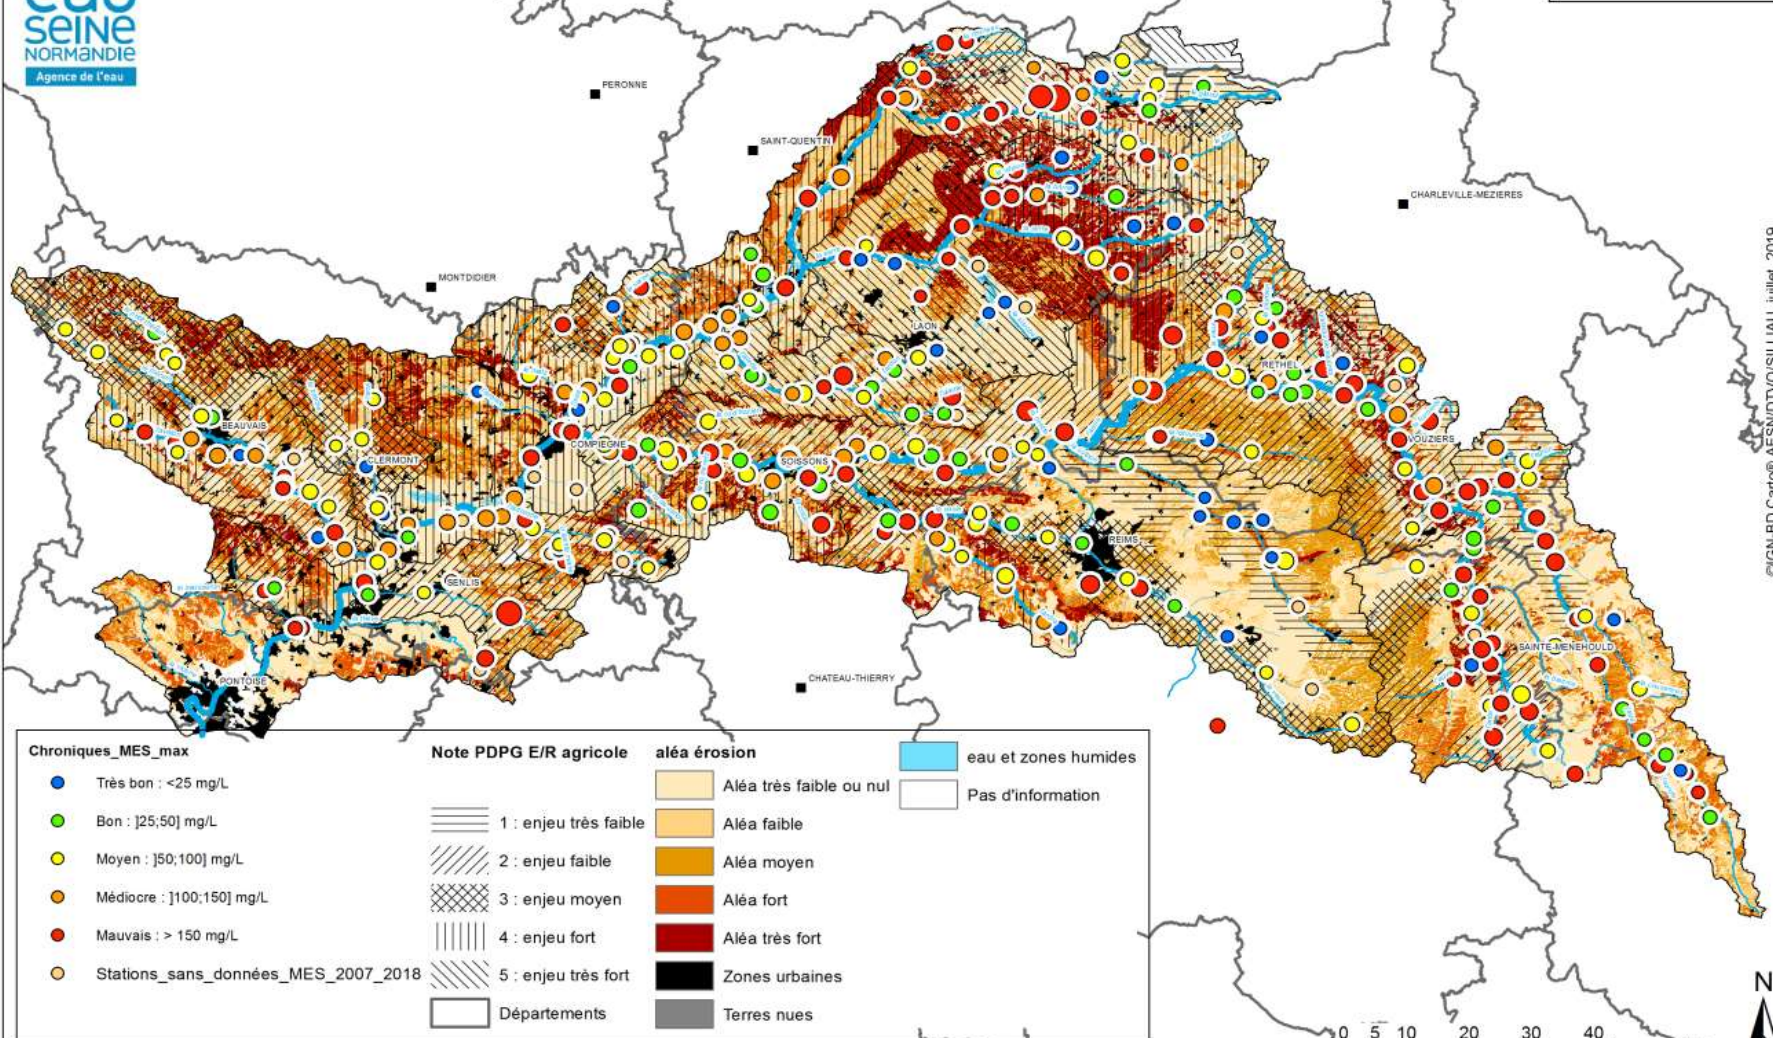 eau
SEINE
NORMANDIE
Agence de l'eau
PERONNE
SAINT-QUENTIN
CHARLEVILLE-MEZIERES
MONTDIDIER
LAON
RETHEL
BEAUVAIS
COMPIEGNE
VOUZIERS
CLERMONT
SOISSONS
REIMS
SENLIS
SAINTE-MENEHOULD
PONTOISE
CHATEAU-THIERRY
Chroniques_MES_max
Très bon : <25 mg/L
Bon : ]25;50] mg/L
Moyen : ]50;100] mg/L
Médiocre : ]100;150] mg/L
Mauvais : > 150 mg/L
Stations_sans_données_MES_2007_2018
Note PDPG E/R agricole
1 : enjeu très faible
2 : enjeu faible
3 : enjeu moyen
4 : enjeu fort
5 : enjeu très fort
Départements
aléa érosion
Aléa très faible ou nul
Aléa faible
Aléa moyen
Aléa fort
Aléa très fort
Zones urbaines
Terres nues
eau et zones humides
Pas d'information
N
0 5 10 20 30 40